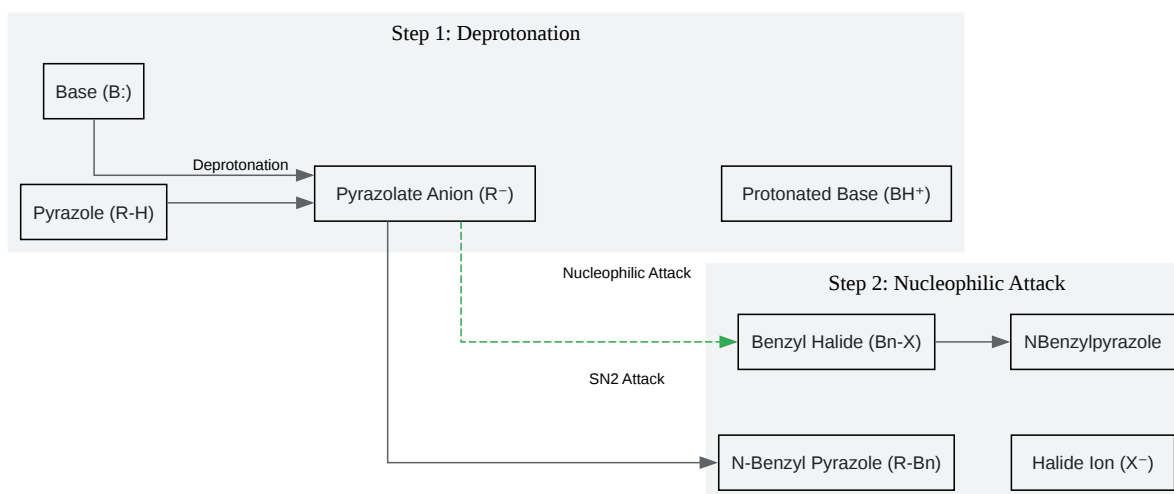 Step 1: Deprotonation
Base (B:)
Deprotonation
Pyrazole (R-H)
Pyrazolate Anion (R⁻)
Protonated Base (BH⁺)
Nucleophilic Attack
Step 2: Nucleophilic Attack
Benzyl Halide (Bn-X)
NBenzylpyrazole
SN2 Attack
N-Benzyl Pyrazole (R-Bn)
Halide Ion (X⁻)